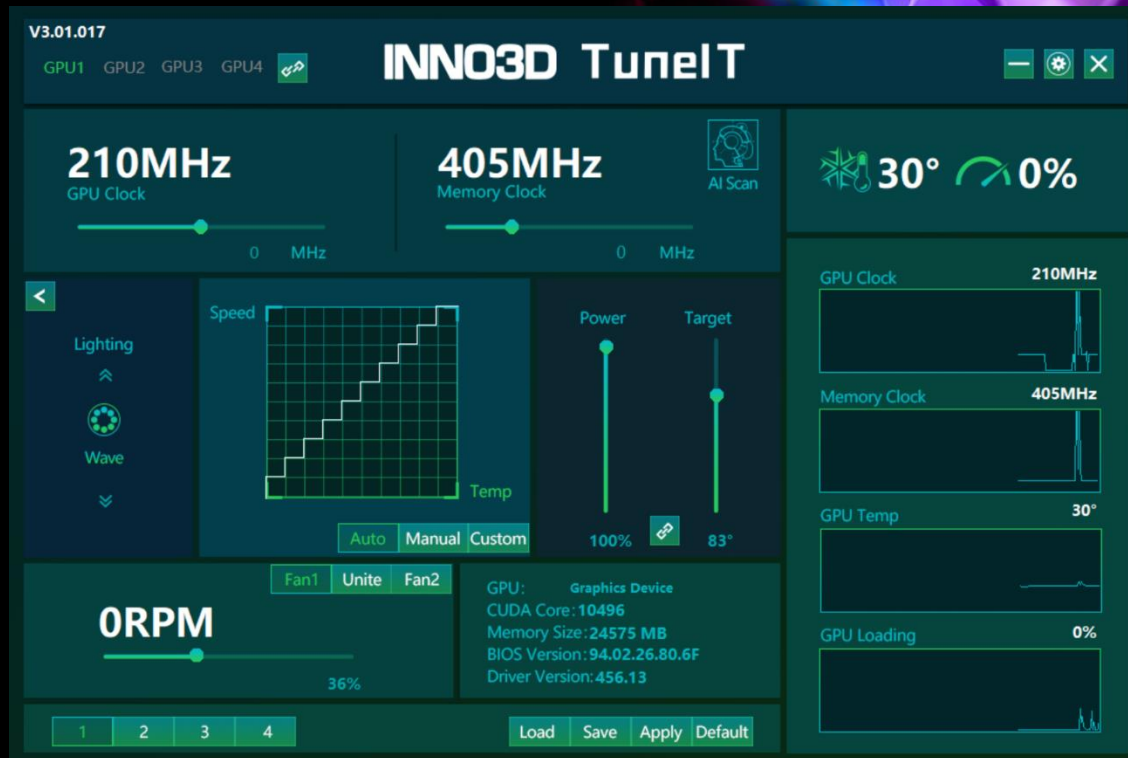 V3.01.017
GPU1 GPU2 GPU3 GPU4
INNO3D TuneIT
210MHz
GPU Clock
0 MHz
405MHz
Memory Clock
0 MHz
AI Scan
30° 0%
Lighting
Wave
Speed
Temp
Auto Manual Custom
Power Target
100% 83°
GPU Clock 210MHz
Memory Clock 405MHz
GPU Temp 30°
GPU Loading 0%
Fan1 Unite Fan2
0RPM
36%
GPU: Graphics Device
CUDA Core: 10496
Memory Size: 24575 MB
BIOS Version: 94.02.26.80.6F
Driver Version: 456.13
1 2 3 4
Load Save Apply Default